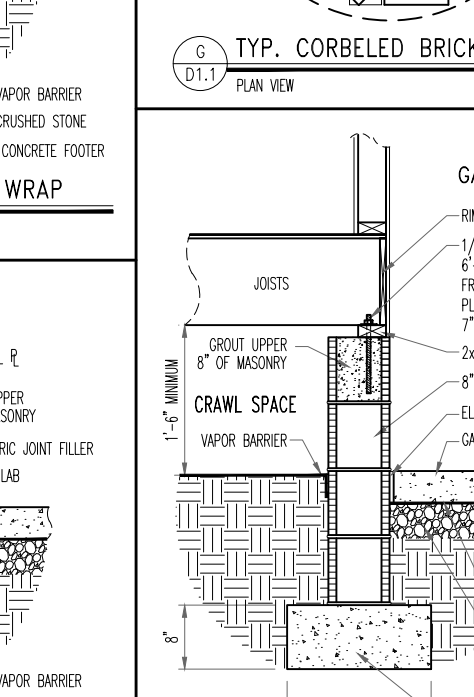 VAPOR BARRIER
CRUSHED STONE
CONCRETE FOOTER
WRAP
G
D1.1
TYP. CORBELED BRICK
PLAN VIEW
JOISTS
GROUT UPPER
8" OF MASONRY
1'-6" MINIMUM
CRAWL SPACE
VAPOR BARRIER
8"
GA
RIM
1/
6'
FR
PL
7"
2x
8"
EL
GA
PPER
SONRY
RIC JOINT FILLER
LAB
VAPOR BARRIER